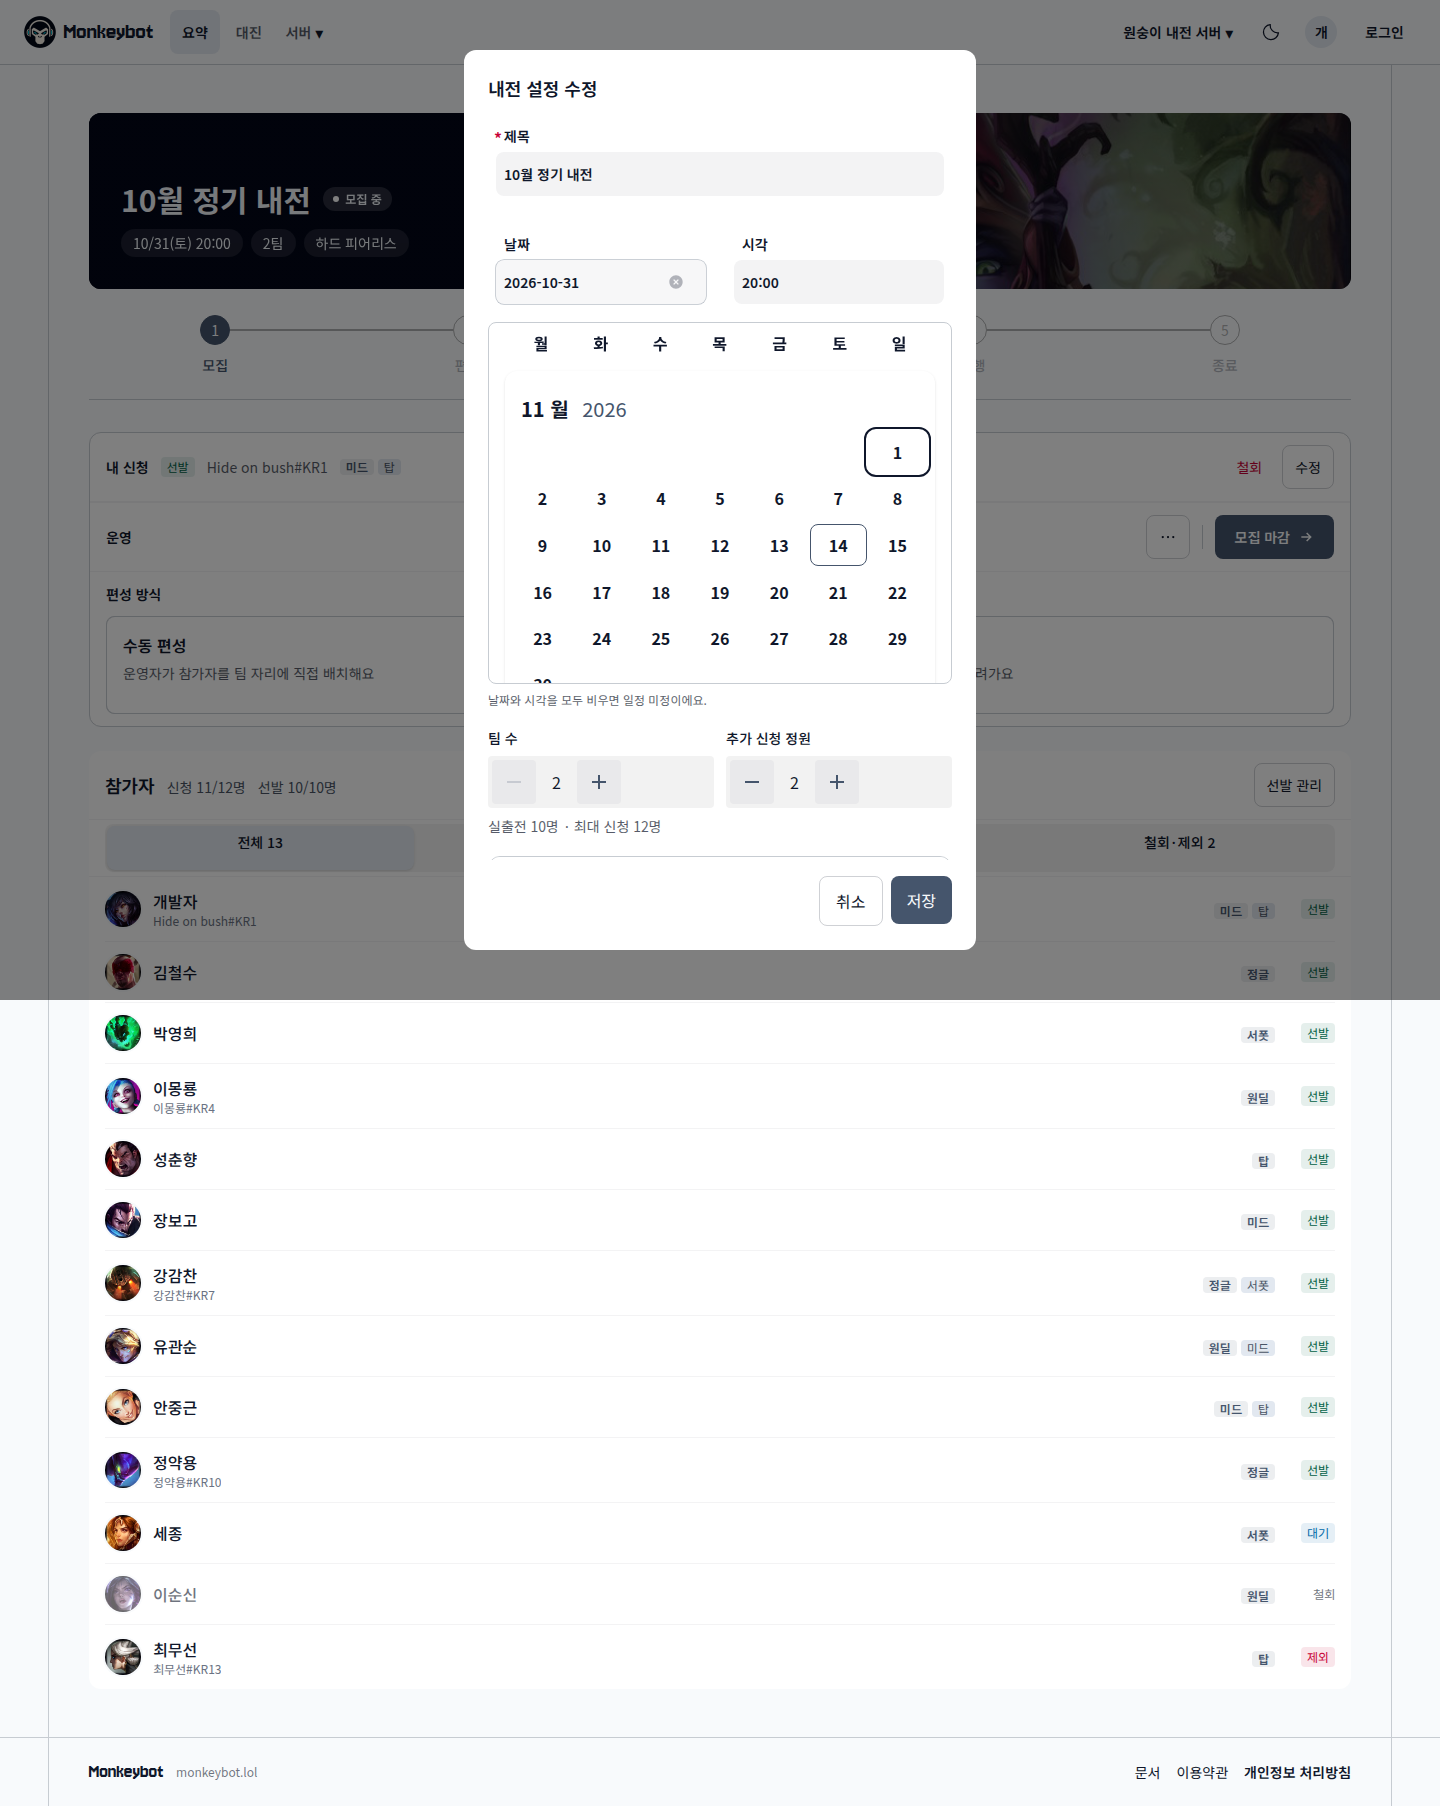 Monkeybot 요약 대진 서버 ▾ 원숭이 내전 서버 ▾ 개 로그인
내전 설정 수정
* 제목
10월 정기 내전
10월 정기 내전 모집 중
10/31(토) 20:00 2팀 하드 피어리스
날짜 시각
2026-10-31 20:00
1 5
모집 종료
월 화 수 목 금 토 일
11 월 2026
1
2 3 4 5 6 7 8
9 10 11 12 13 14 15
16 17 18 19 20 21 22
23 24 25 26 27 28 29
30
날짜와 시각을 모두 비우면 일정 미정이에요.
팀 수 추가 신청 정원
2 2
실출전 10명 · 최대 신청 12명
취소 저장
내 신청 선발 Hide on bush#KR1 미드 탑 철회 수정
운영 ⋯ 모집 마감 →
편성 방식
수동 편성
운영자가 참가자를 팀 자리에 직접 배치해요 려가요
참가자 신청 11/12명 선발 10/10명 선발 관리
전체 13 철회·제외 2
개발자 미드 탑 선발
Hide on bush#KR1
김철수 정글 선발
박영희 서폿 선발
이몽룡 원딜 선발
이몽룡#KR4
성춘향 탑 선발
장보고 미드 선발
강감찬 정글 서폿 선발
강감찬#KR7
유관순 원딜 미드 선발
안중근 미드 탑 선발
정약용 정글 선발
정약용#KR10
세종 서폿 대기
이순신 원딜 철회
최무선 탑 제외
최무선#KR13
Monkeybot monkeybot.lol 문서 이용약관 개인정보 처리방침